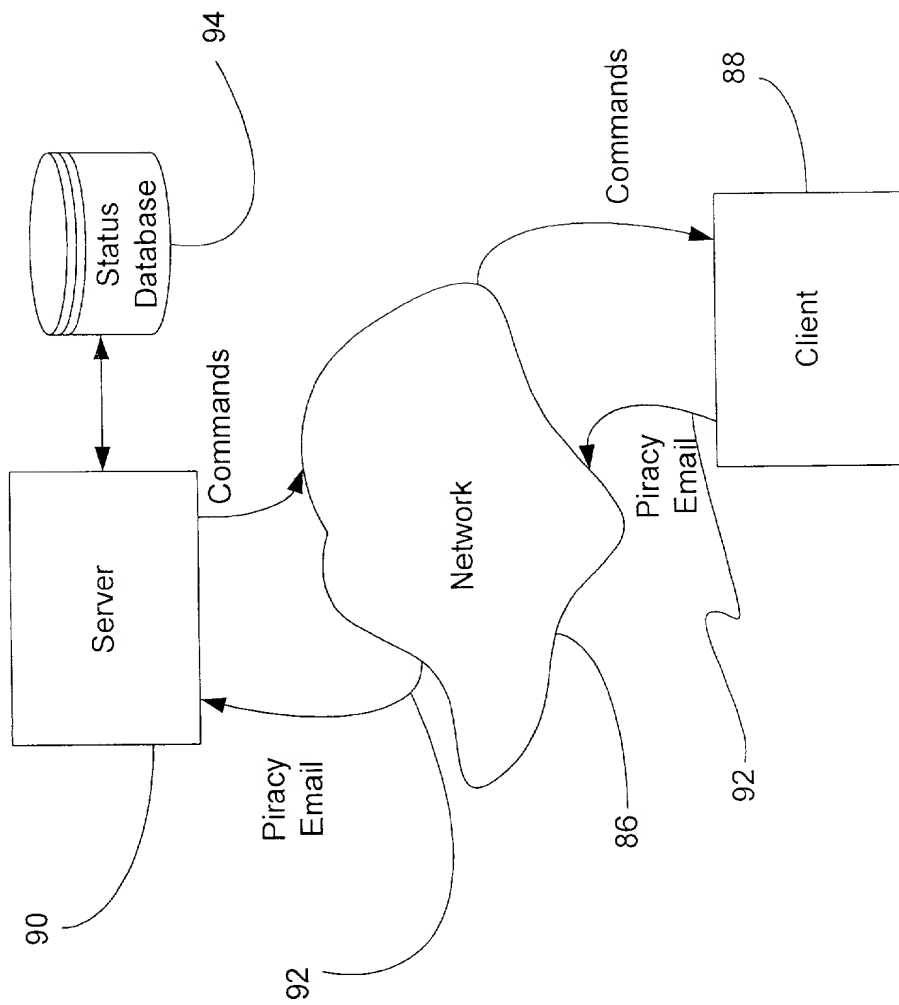 94
Status
Database
Commands
Server
90
Piracy
Email
92
Network
86
Commands
88
Client
Piracy
Email
92